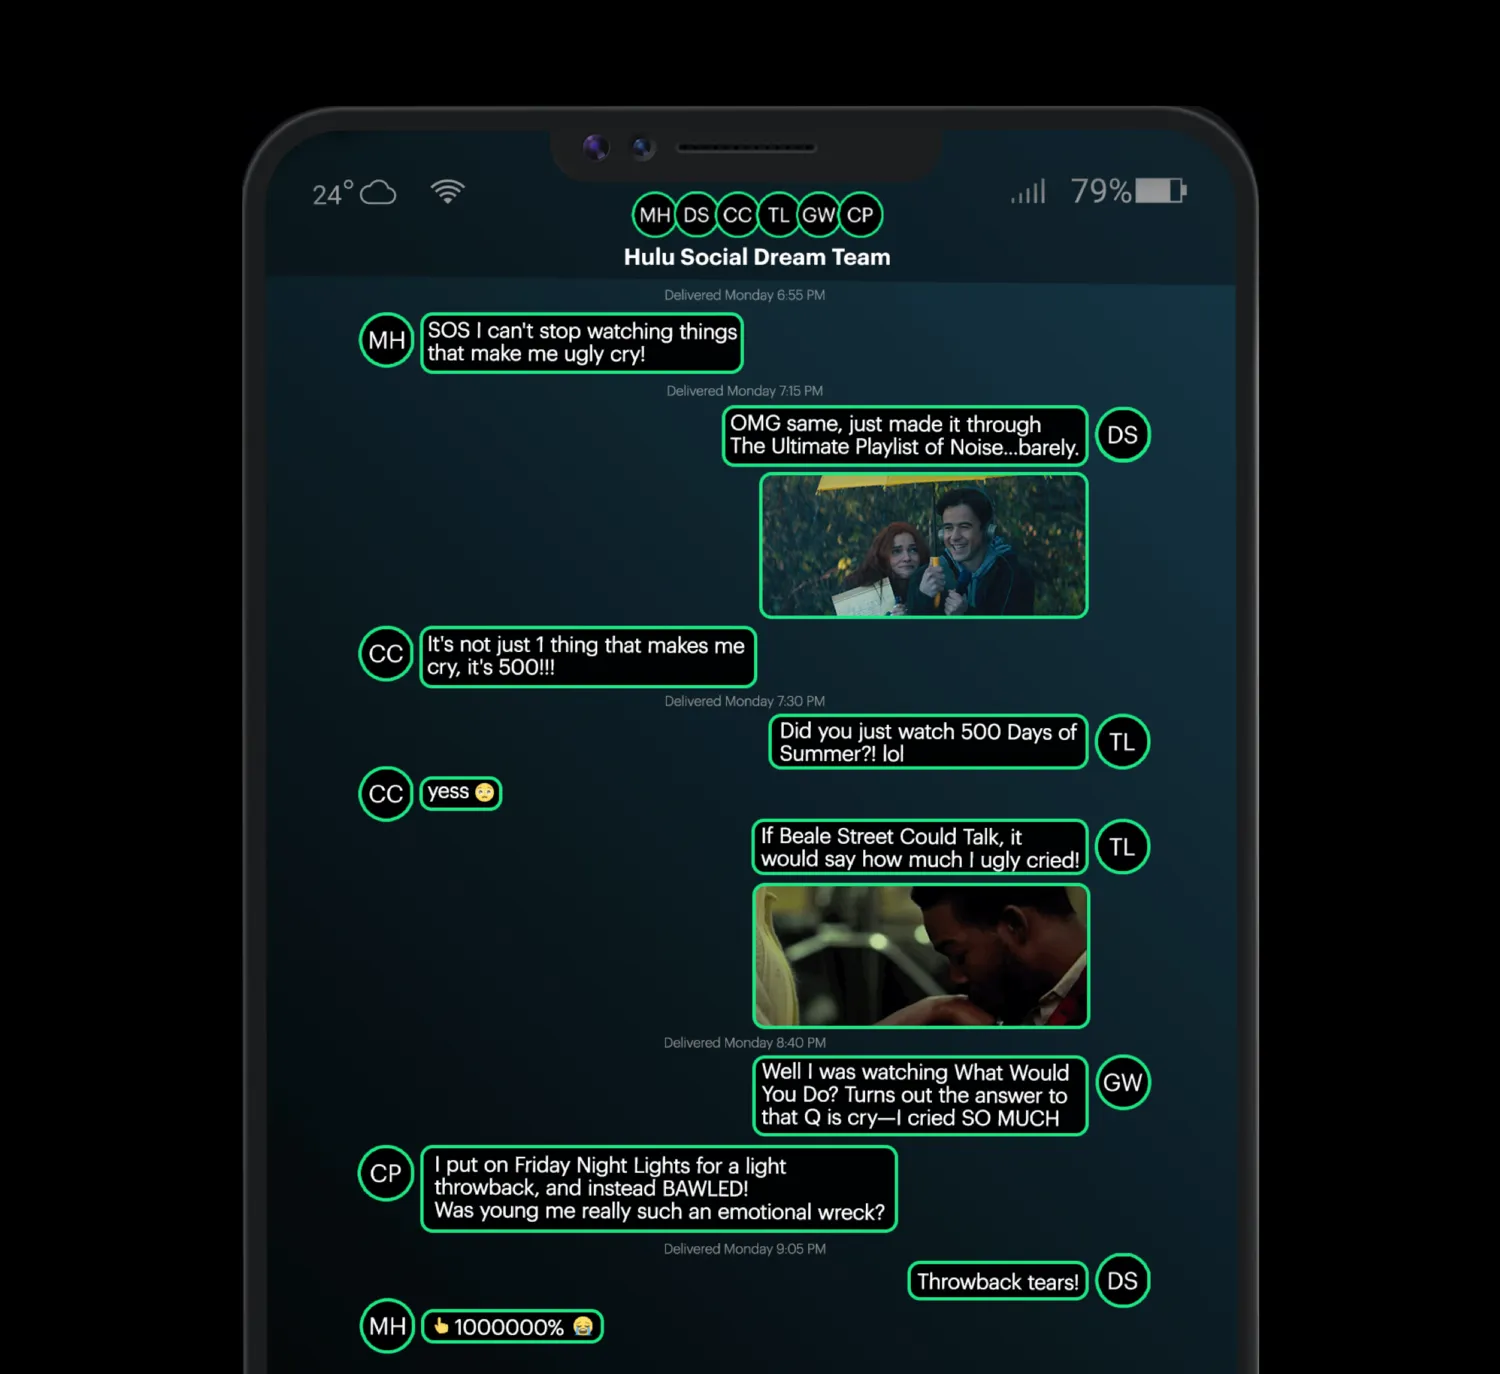 24°
79%
MH DS CC TL GW CP
Hulu Social Dream Team
Delivered Monday 6:55 PM
MH
SOS I can't stop watching things
that make me ugly cry!
Delivered Monday 7:15 PM
OMG same, just made it through
The Ultimate Playlist of Noise...barely.
DS
CC
It's not just 1 thing that makes me
cry, it's 500!!!
Delivered Monday 7:30 PM
Did you just watch 500 Days of
Summer?! lol
TL
CC
yess 😳
If Beale Street Could Talk, it
would say how much I ugly cried!
TL
Delivered Monday 8:40 PM
Well I was watching What Would
You Do? Turns out the answer to
that Q is cry—I cried SO MUCH
GW
CP
I put on Friday Night Lights for a light
throwback, and instead BAWLED!
Was young me really such an emotional wreck?
Delivered Monday 9:05 PM
Throwback tears!
DS
MH
👆1000000% 😭